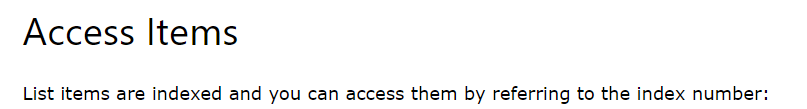 Access Items
List items are indexed and you can access them by referring to the index number: